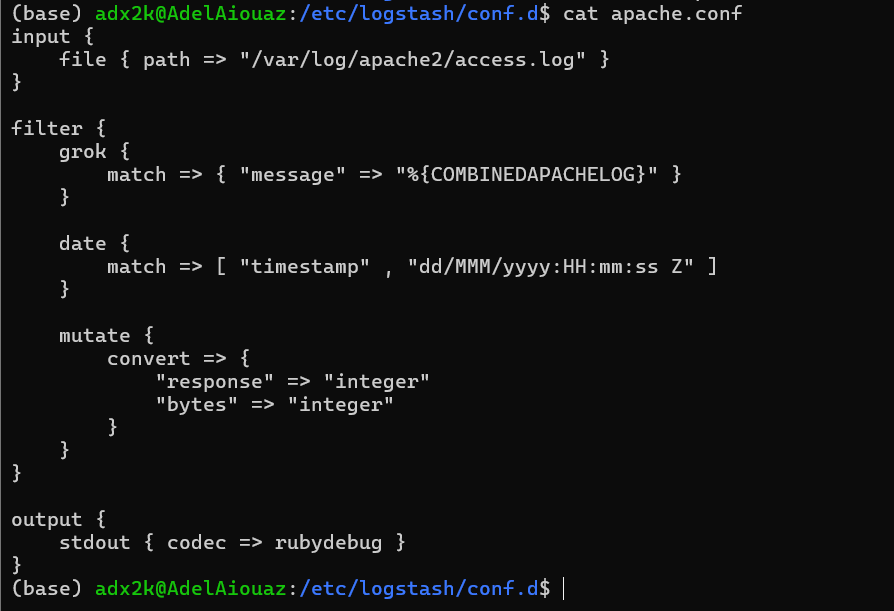 (base) adx2k@AdelAiouaz:/etc/logstash/conf.d$ cat apache.conf
input {
    file { path => "/var/log/apache2/access.log" }
}

filter {
    grok {
        match => { "message" => "%{COMBINEDAPACHELOG}" }
    }

    date {
        match => [ "timestamp" , "dd/MMM/yyyy:HH:mm:ss Z" ]
    }

    mutate {
        convert => {
            "response" => "integer"
            "bytes" => "integer"
        }
    }
}

output {
    stdout { codec => rubydebug }
}
(base) adx2k@AdelAiouaz:/etc/logstash/conf.d$